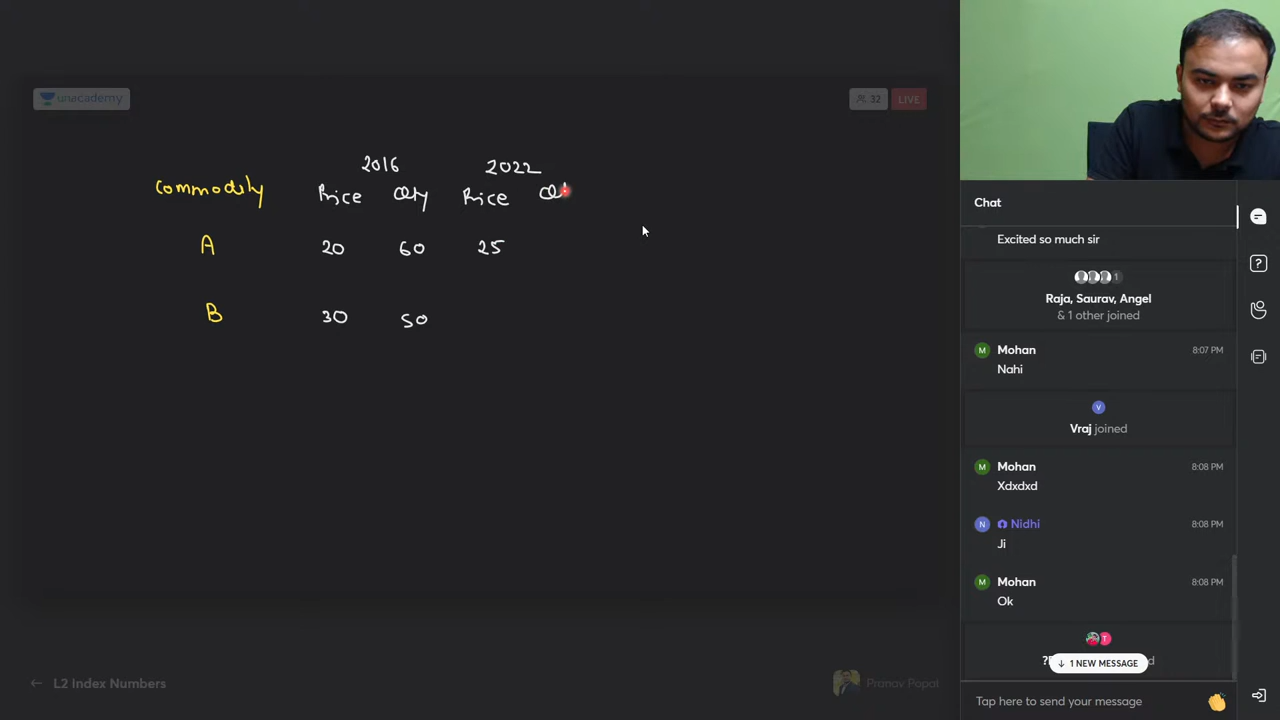 unacademy
32
LIVE
2016 2022
Commodity Price Qty Price
A 20 60 25
B 30 50
L2 Index Numbers
Pranav Popat
Chat
Excited so much sir
1
Raja, Saurav, Angel
& 1 other joined
M Mohan 8:07 PM
Nahi
V
Vraj joined
M Mohan 8:08 PM
Xdxdxd
N Nidhi 8:08 PM
Ji
M Mohan 8:08 PM
Ok
T
↓ 1 NEW MESSAGE
Tap here to send your message